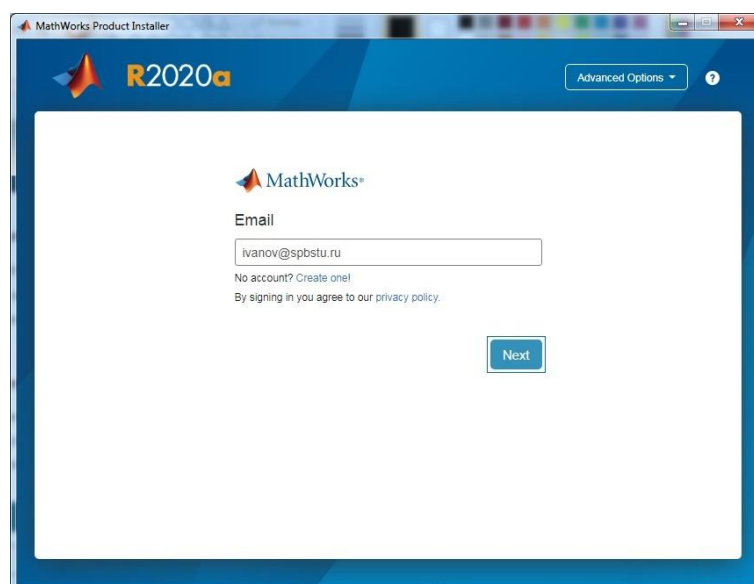 MathWorks Product Installer
R2020a
Advanced Options
?
MathWorks®
Email
ivanov@spbstu.ru
No account? Create one!
By signing in you agree to our privacy policy.
Next